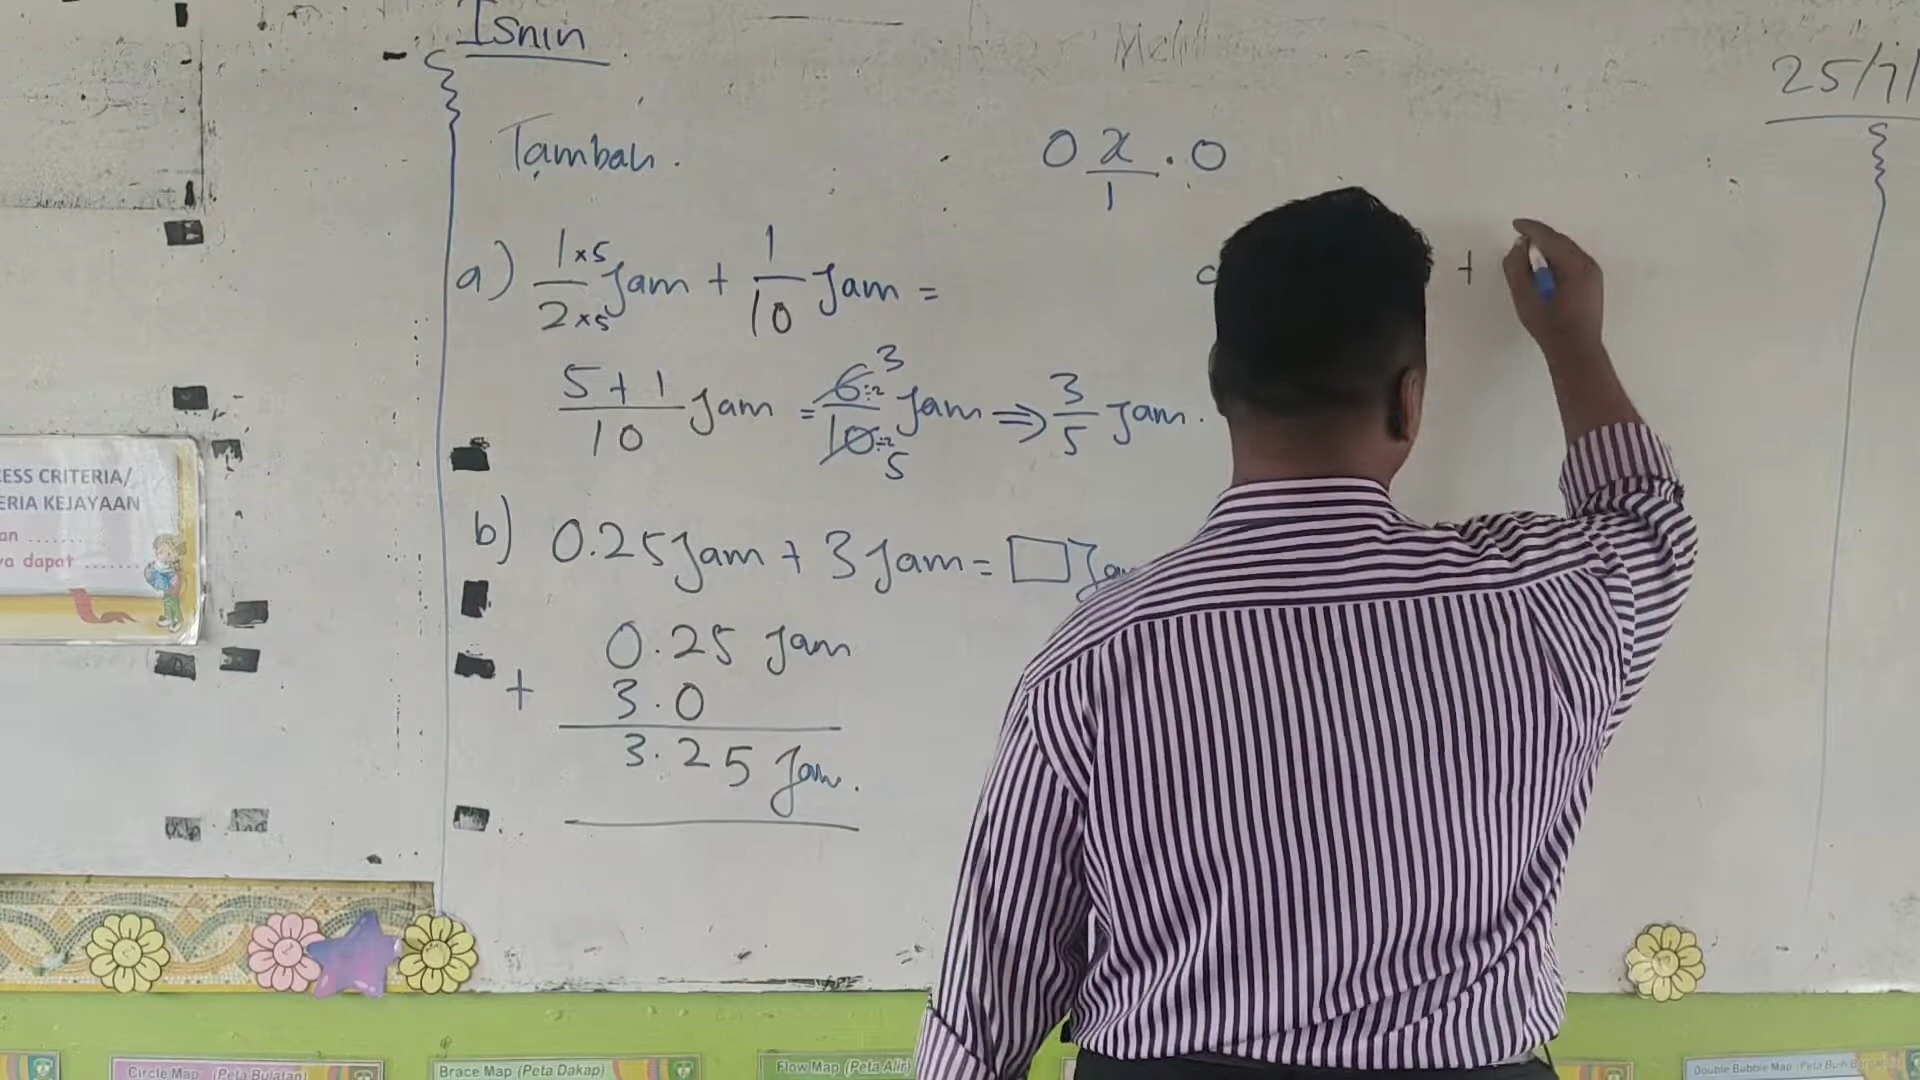 Isnin
25/7/
Tambah.
0 x . 0
1
a) 1×5/2×5 Jam + 1/10 Jam =
+
5+1/10 Jam = 6÷2/10÷2 3/5 Jam ⇒ 3/5 Jam.
b) 0.25 Jam + 3 Jam = □ Jam
0.25 Jam
+ 3.0
3.25 Jam.
CESS CRITERIA/
ERIA KEJAYAAN
an ........
ya dapat ........
Circle Map (Peta Bulatan)
Brace Map (Peta Dakap)
Flow Map (Peta Alir)
Double Bubble Map (Peta Buih Berganda)